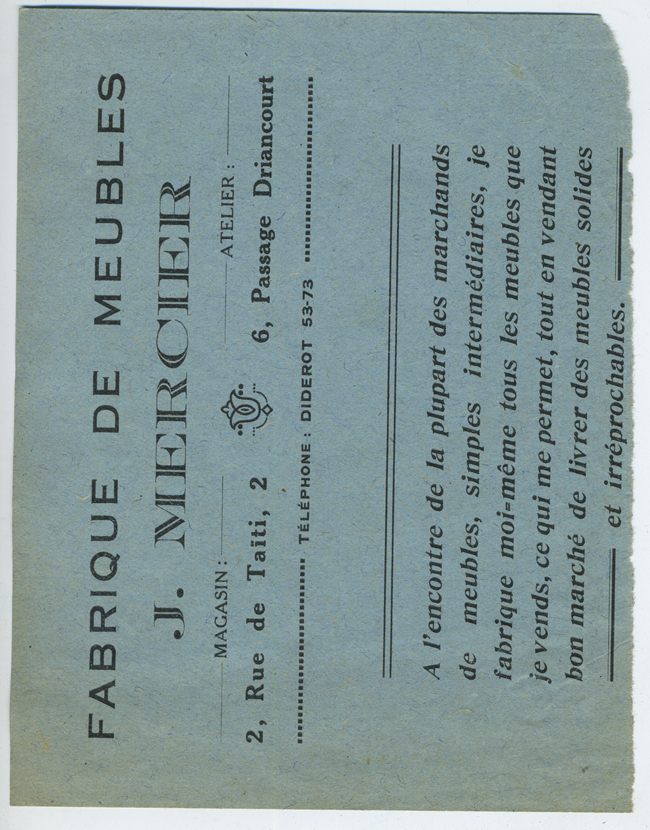 FABRIQUE DE MEUBLES
J. MERCIER
MAGASIN : ATELIER :
2, Rue de Taïti, 2 6, Passage Driancourt
TÉLÉPHONE : DIDEROT 53-73
A l'encontre de la plupart des marchands
de meubles, simples intermédiaires, je
fabrique moi=même tous les meubles que
je vends, ce qui me permet, tout en vendant
bon marché de livrer des meubles solides
et irréprochables.